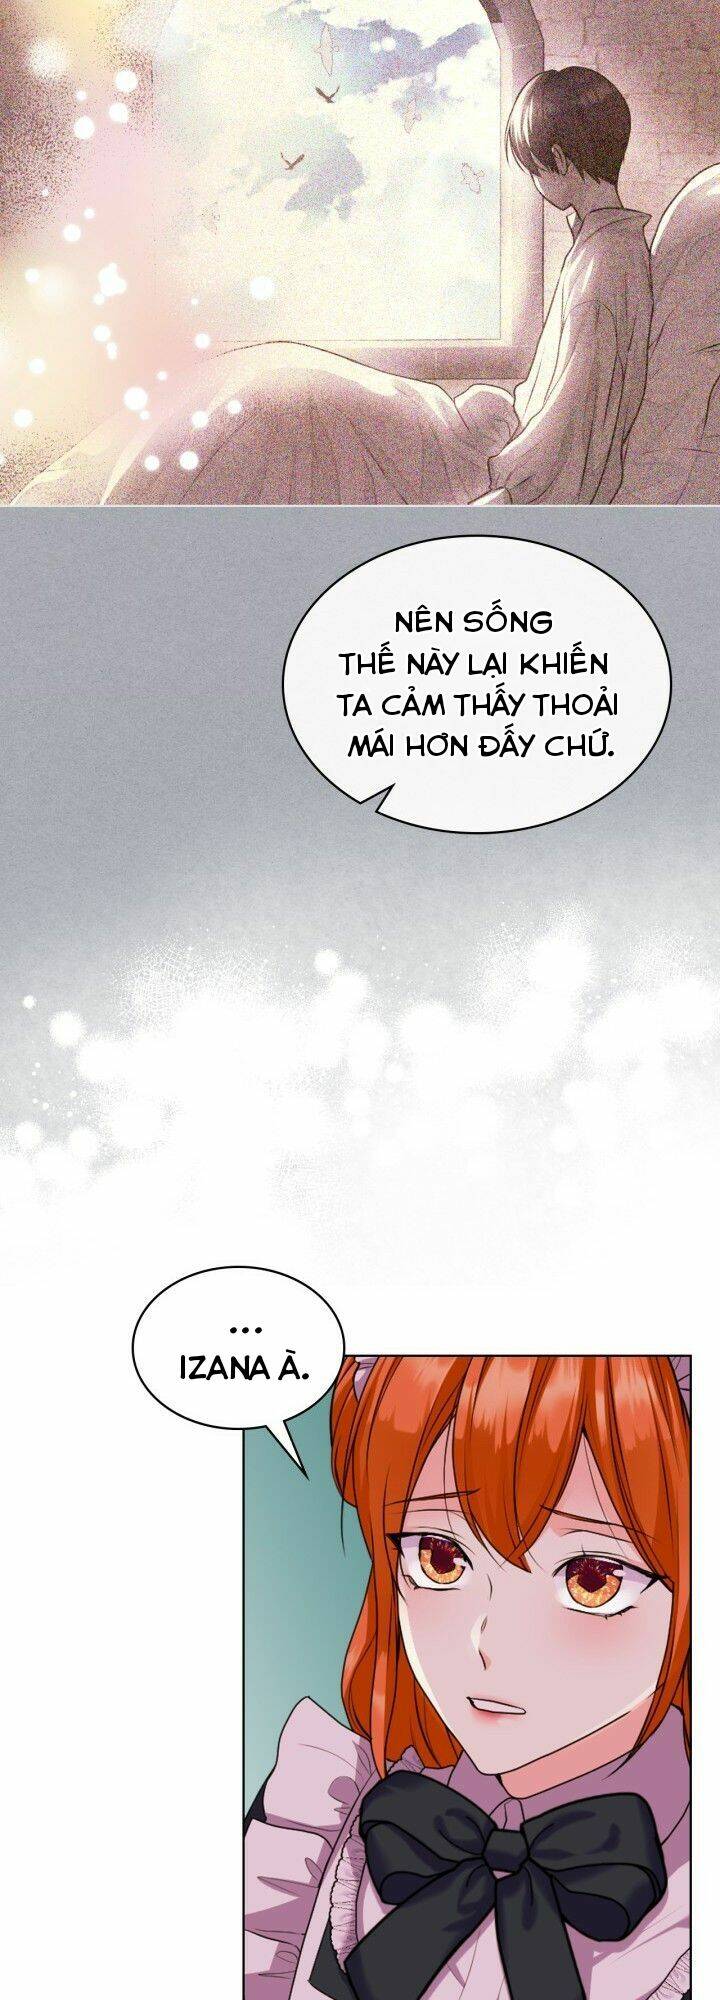 NÊN SỐNG
THẾ NÀY LẠI KHIẾN
TA CẢM THẤY THOẢI
MÁI HƠN ĐẤY CHỨ.
...
IZANA À.